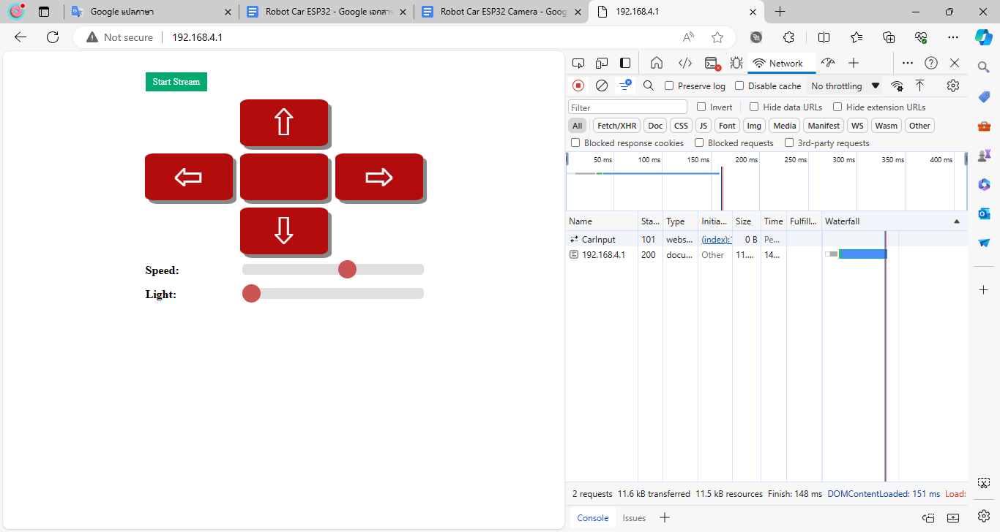 Google แปลภาษา
Robot Car ESP32 - Google เอกสาร
Robot Car ESP32 Camera - Goog
192.168.4.1
Not secure
192.168.4.1
Start Stream
Speed:
Light:
Network
Preserve log
Disable cache
No throttling
Filter
Invert
Hide data URLs
Hide extension URLs
All
Fetch/XHR
Doc
CSS
JS
Font
Img
Media
Manifest
WS
Wasm
Other
Blocked response cookies
Blocked requests
3rd-party requests
50 ms
100 ms
150 ms
200 ms
250 ms
300 ms
350 ms
400 ms
Name
Sta...
Type
Initia...
Size
Time
Fulfill...
Waterfall
CarInput
101
webs...
(index):
0 B
Pe...
192.168.4.1
200
docu...
Other
11....
14...
2 requests
11.6 kB transferred
11.5 kB resources
Finish: 148 ms
DOMContentLoaded: 151 ms
Load:
Console
Issues